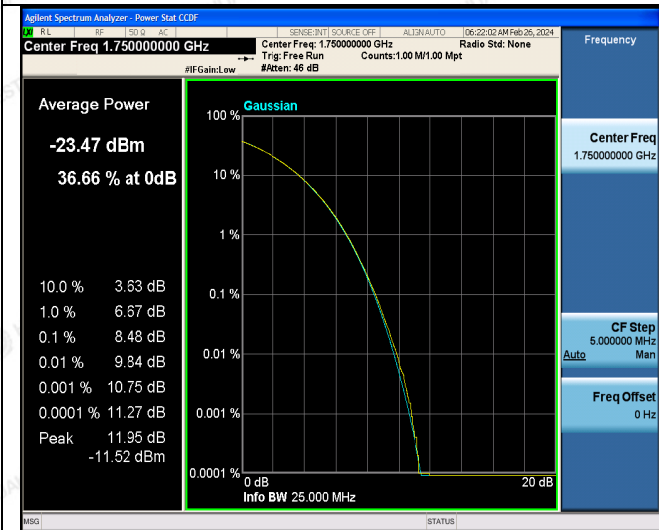 Agilent Spectrum Analyzer - Power Stat CCDF
LXI RL RF 50 Ω AC SENSE:INT SOURCE OFF ALIGN AUTO 06:22:02 AM Feb 26, 2024
Center Freq 1.750000000 GHz
Center Freq: 1.750000000 GHz Radio Std: None
Trig: Free Run Counts:1.00 M/1.00 Mpt
#IFGain:Low #Atten: 46 dB
Frequency
Average Power
-23.47 dBm
36.66 % at 0dB
10.0 % 3.63 dB
1.0 % 6.67 dB
0.1 % 8.48 dB
0.01 % 9.84 dB
0.001 % 10.75 dB
0.0001 % 11.27 dB
Peak 11.95 dB
-11.52 dBm
Gaussian
100 %
10 %
1 %
0.1 %
0.01 %
0.001 %
0.0001 %
0 dB 20 dB
Info BW 25.000 MHz
Center Freq
1.750000000 GHz
CF Step
5.000000 MHz
Auto Man
Freq Offset
0 Hz
MSG STATUS